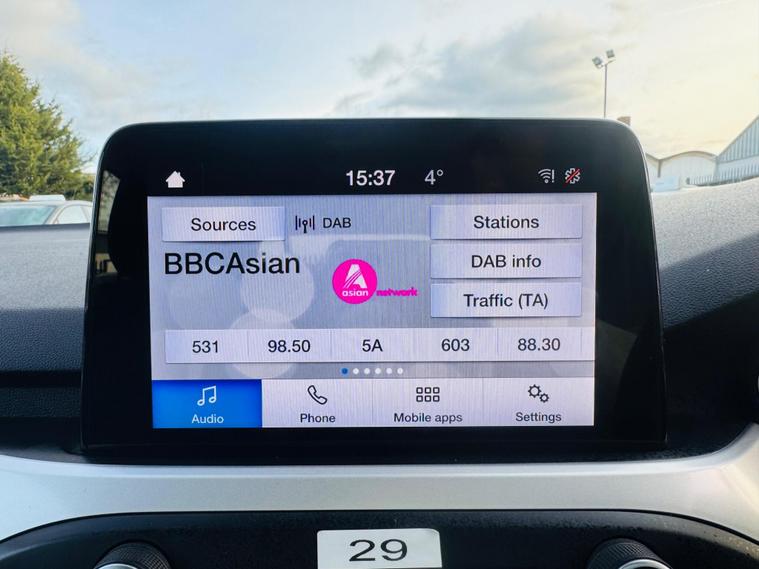 15:37 4°
Sources DAB Stations
BBCAsian
asian network
DAB info
Traffic (TA)
531 98.50 5A 603 88.30
Audio Phone Mobile apps Settings
29